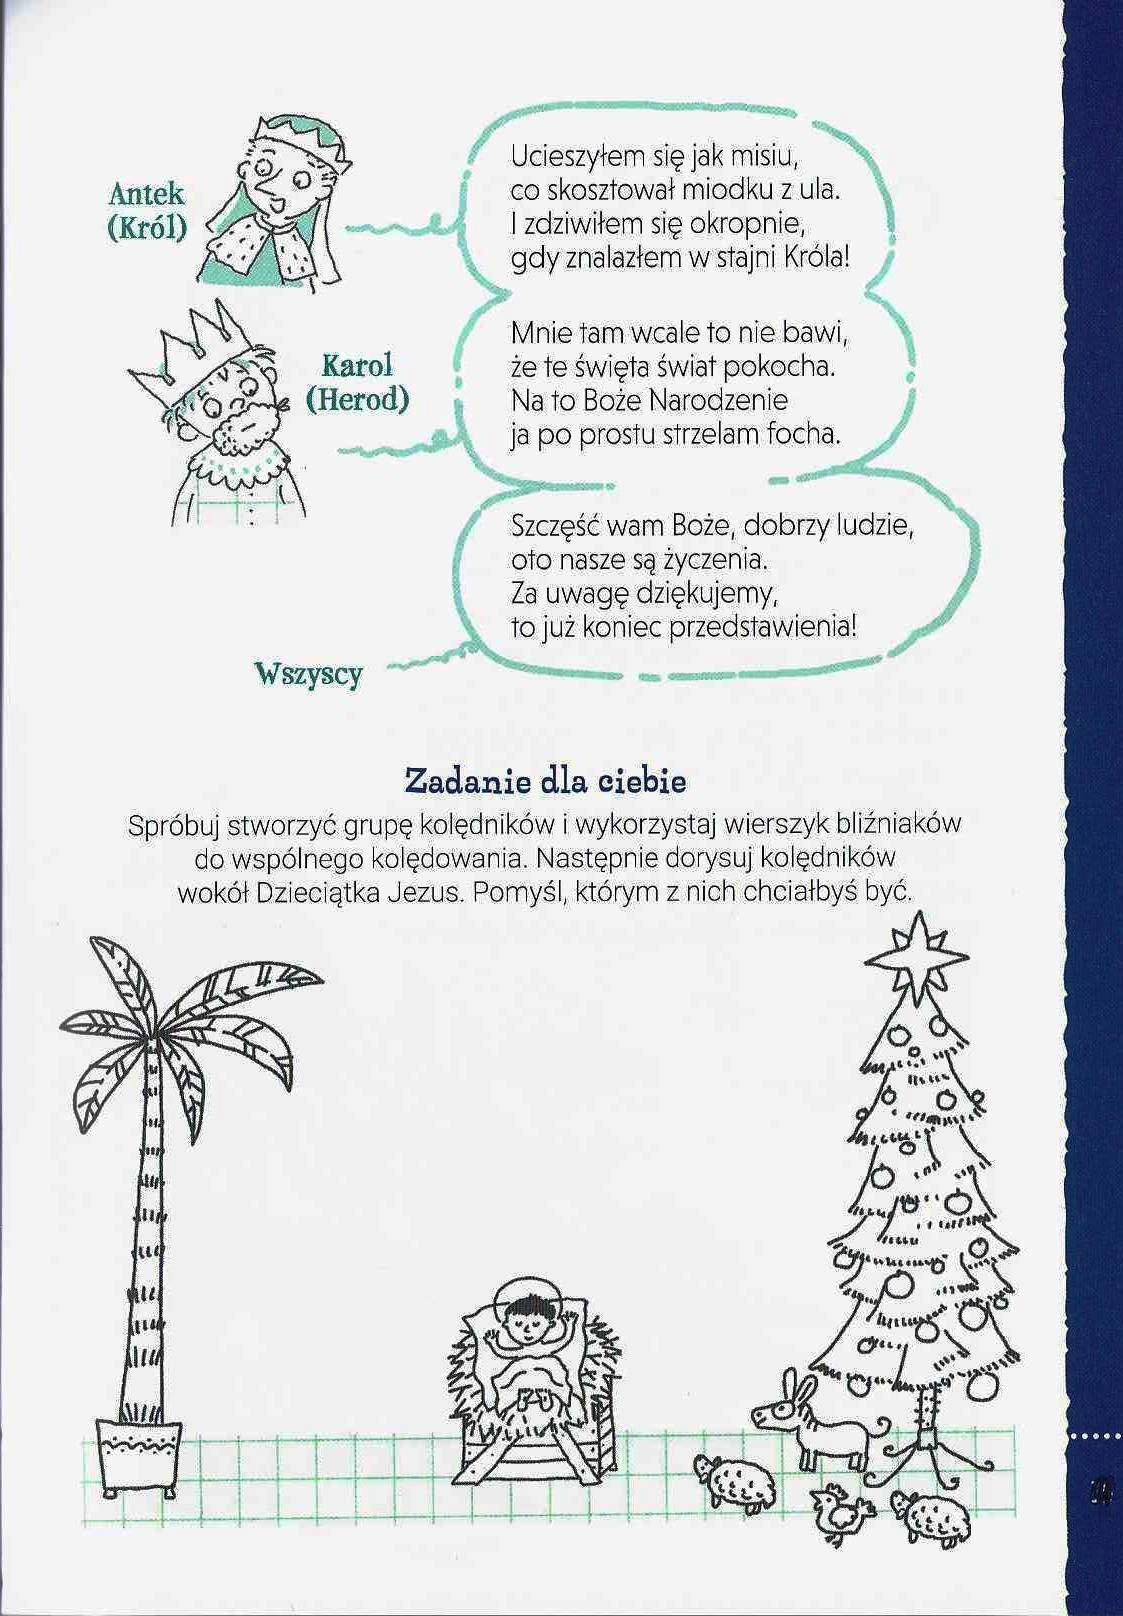 Antek
(Król)
Ucieszyłem się jak misiu,
co skosztował miodku z ula.
I zdziwiłem się okropnie,
gdy znalazłem w stajni Króla!
Karol
(Herod)
Mnie tam wcale to nie bawi,
że te święta świat pokocha.
Na to Boże Narodzenie
ja po prostu strzelam focha.
Wszyscy
Szczęść wam Boże, dobrzy ludzie,
oto nasze są życzenia.
Za uwagę dziękujemy,
to już koniec przedstawienia!
Zadanie dla ciebie
Spróbuj stworzyć grupę kolędników i wykorzystaj wierszyk bliźniaków
do wspólnego kolędowania. Następnie dorysuj kolędników
wokół Dzieciątka Jezus. Pomyśl, którym z nich chciałbyś być.